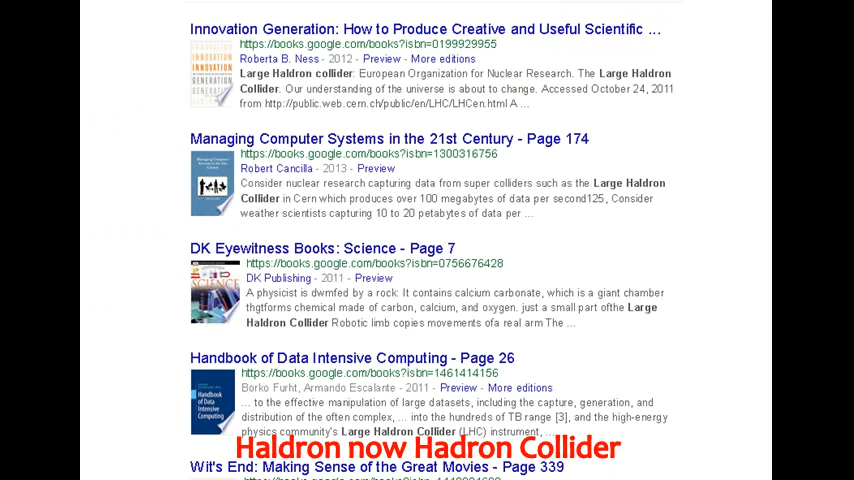 Innovation Generation: How to Produce Creative and Useful Scientific ...
https://books.google.com/books?isbn=0199929955
Roberta B. Ness - 2012 - Preview - More editions
Large Haldron collider: European Organization for Nuclear Research. The Large Haldron
Collider. Our understanding of the universe is about to change. Accessed October 24, 2011
from http://public.web.cern.ch/public/en/LHC/LHCen.html A ...
Managing Computer Systems in the 21st Century - Page 174
https://books.google.com/books?isbn=1300316756
Robert Cancilla - 2013 - Preview
Consider nuclear research capturing data from super colliders such as the Large Haldron
Collider in Cern which produces over 100 megabytes of data per second125, Consider
weather scientists capturing 10 to 20 petabytes of data per ...
DK Eyewitness Books: Science - Page 7
https://books.google.com/books?isbn=0756676428
DK Publishing - 2011 - Preview
A physicist is dwmfed by a rock: It contains calcium carbonate, which is a giant chamber
thgtforms chemical made of carbon, calcium, and oxygen. just a small part ofthe Large
Haldron Collider Robotic limb copies movements ofa real arm The ...
Handbook of Data Intensive Computing - Page 26
https://books.google.com/books?isbn=1461414156
Borko Furht, Armando Escalante - 2011 - Preview - More editions
... to the effective manipulation of large datasets, including the capture, generation, and
distribution of the often complex, ... into the hundreds of TB range [3], and the high-energy
physics community's Large Haldron Collider (LHC) instrument, ...
Haldron now Hadron Collider
Wit's End: Making Sense of the Great Movies - Page 339